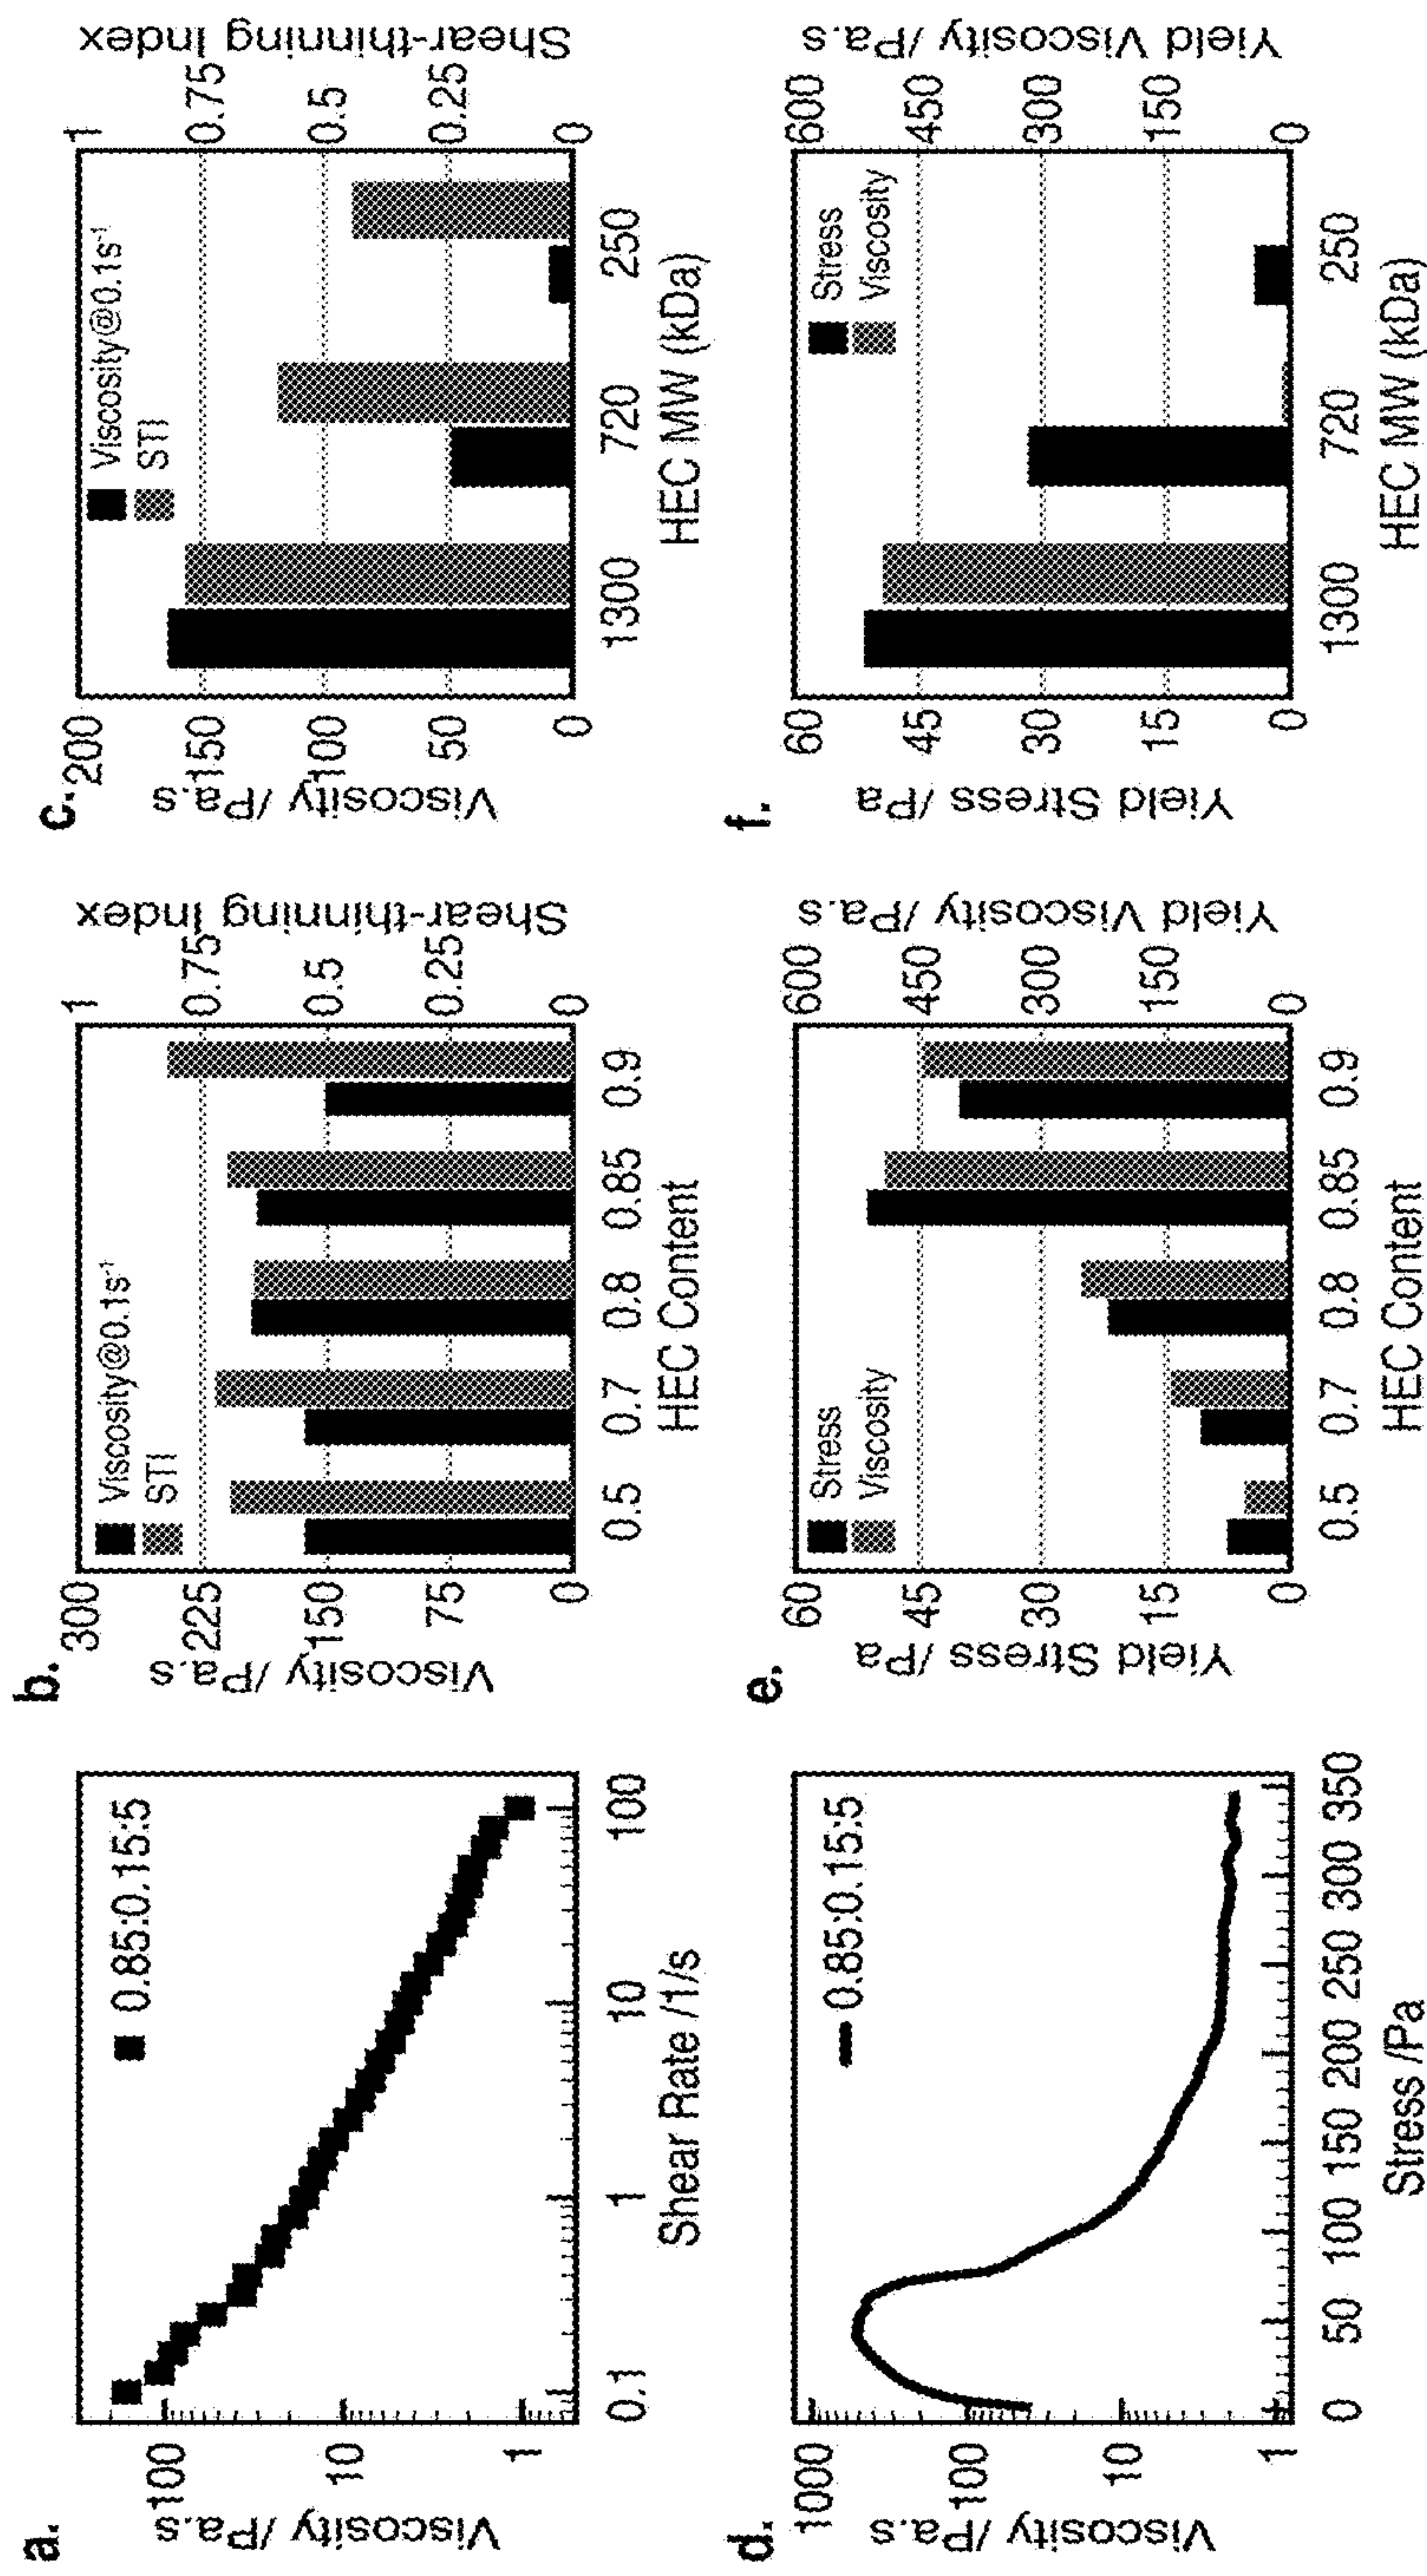 a.
Viscosity /Pa.s
100
10
1
0.85:0.15:5
0.1 1 10 100
Shear Rate /1/s
b.
Viscosity /Pa.s
300
225
150
75
0
Viscosity@0.1s⁻¹
STI
1
0.75
0.5
0.25
0
Shear-thinning Index
0.5 0.7 0.8 0.85 0.9
HEC Content
c.
Viscosity /Pa.s
200
150
100
50
0
Viscosity@0.1s⁻¹
STI
1
0.75
0.5
0.25
0
Shear-thinning Index
1300 720 250
HEC MW (kDa)
d.
Viscosity /Pa.s
1000
100
10
1
0.85:0.15:5
0 50 100 150 200 250 300 350
Stress /Pa
e.
Yield Stress /Pa
60
45
30
15
0
Stress
Viscosity
600
450
300
150
0
Yield Viscosity /Pa.s
0.5 0.7 0.8 0.85 0.9
HEC Content
f.
Yield Stress /Pa
60
45
30
15
0
Stress
Viscosity
600
450
300
150
0
Yield Viscosity /Pa.s
1300 720 250
HEC MW (kDa)